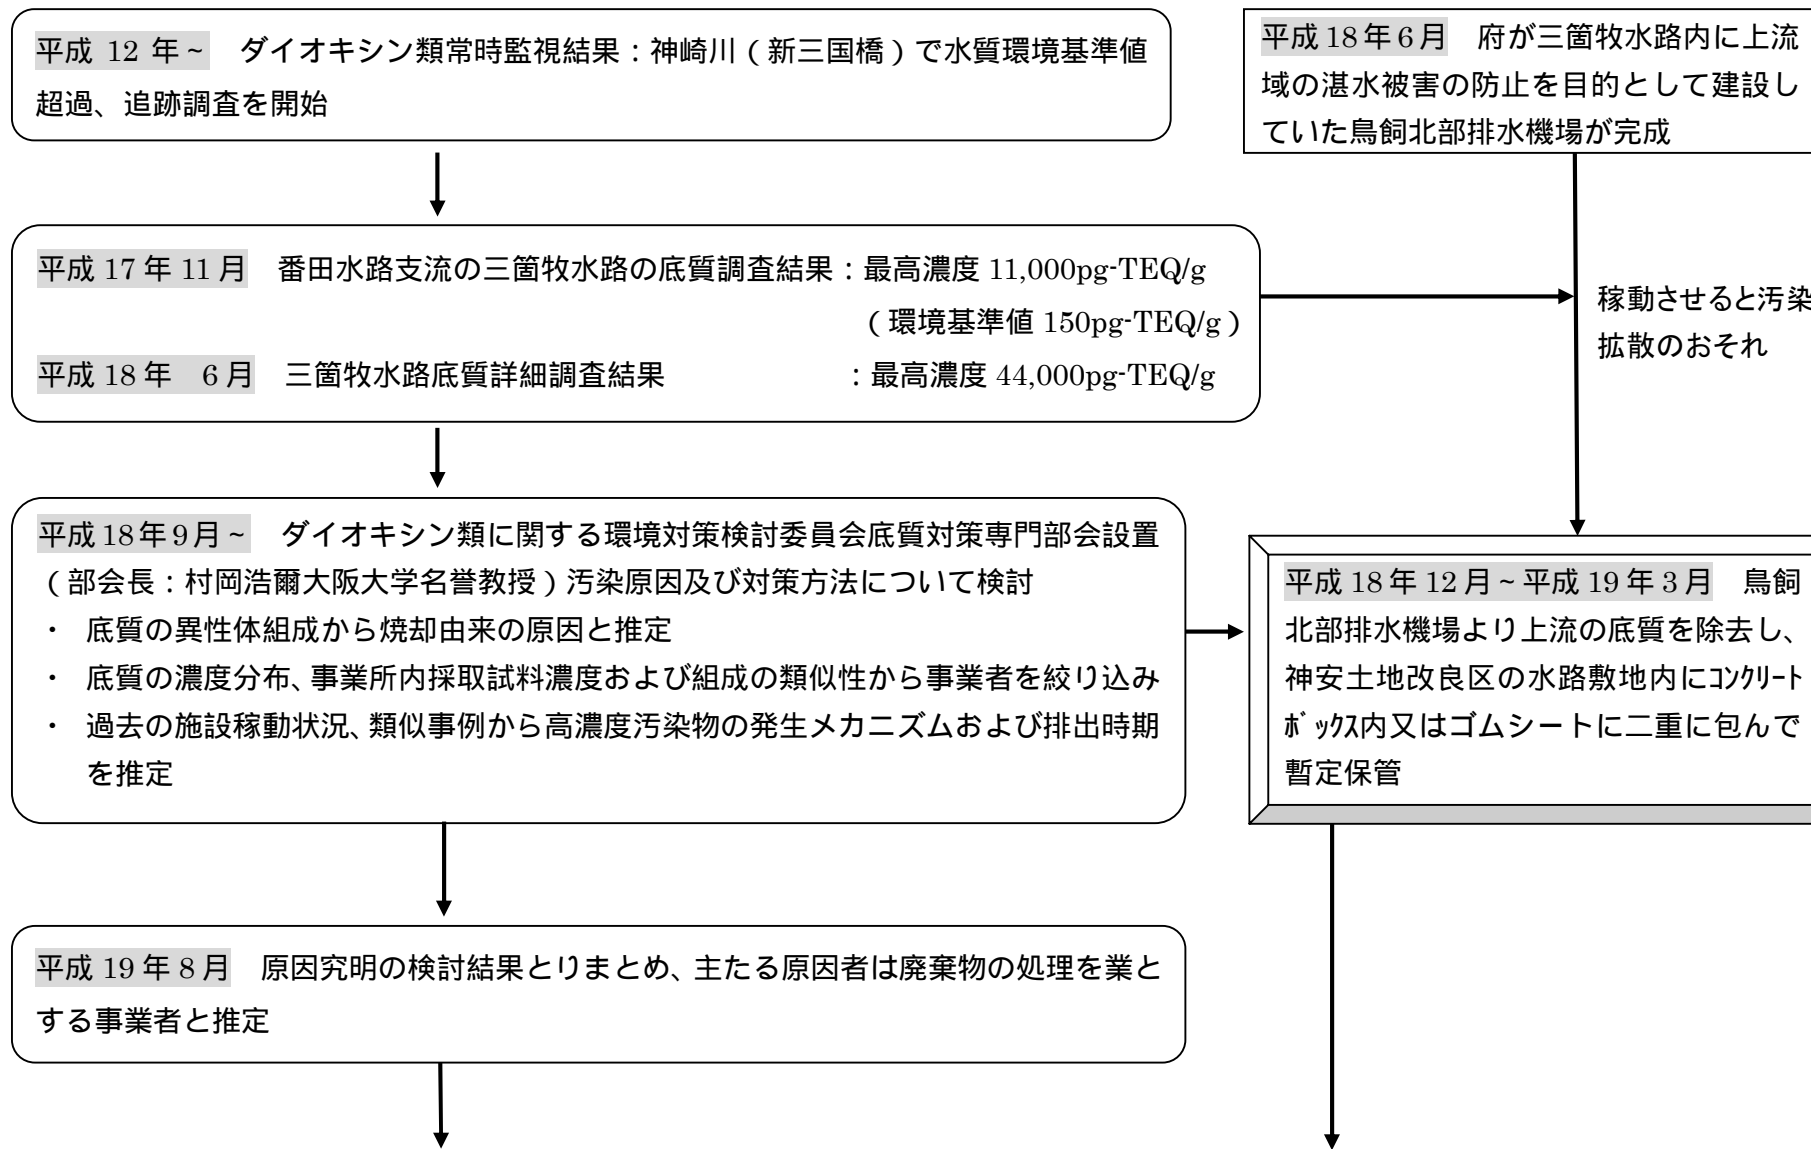 平成 12 年~ ダイオキシン類常時監視結果：神崎川（新三国橋）で水質環境基準値
超過、追跡調査を開始
平成 18 年 6 月 府が三箇牧水路内に上流
域の湛水被害の防止を目的として建設し
ていた鳥飼北部排水機場が完成
平成 17 年 11 月 番田水路支流の三箇牧水路の底質調査結果：最高濃度 11,000pg-TEQ/g
（環境基準値 150pg-TEQ/g）
平成 18 年 6 月 三箇牧水路底質詳細調査結果 ：最高濃度 44,000pg-TEQ/g
稼動させると汚染
拡散のおそれ
平成 18 年 9 月~ ダイオキシン類に関する環境対策検討委員会底質対策専門部会設置
（部会長：村岡浩爾大阪大学名誉教授）汚染原因及び対策方法について検討
・ 底質の異性体組成から焼却由来の原因と推定
・ 底質の濃度分布、事業所内採取試料濃度および組成の類似性から事業者を絞り込み
・ 過去の施設稼動状況、類似事例から高濃度汚染物の発生メカニズムおよび排出時期
を推定
平成 18 年 12 月~平成 19 年 3 月 鳥飼
北部排水機場より上流の底質を除去し、
神安土地改良区の水路敷地内にｺﾝｸﾘｰﾄ
ﾎﾞｯｸｽ内又はゴムシートに二重に包んで
暫定保管
平成 19 年 8 月 原因究明の検討結果とりまとめ、主たる原因者は廃棄物の処理を業と
する事業者と推定